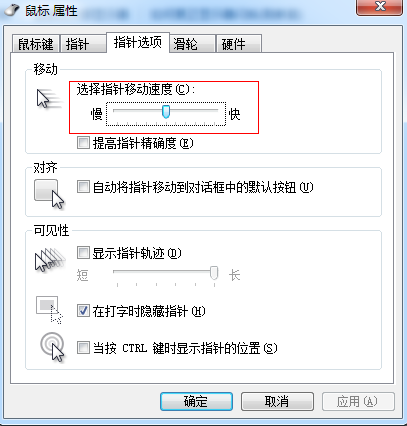 鼠标 属性
鼠标键 指针 指针选项 滑轮 硬件
移动
选择指针移动速度(C):
慢 快
提高指针精确度(E)
对齐
自动将指针移动到对话框中的默认按钮(U)
可见性
显示指针轨迹(D)
短 长
在打字时隐藏指针(H)
当按 CTRL 键时显示指针的位置(S)
确定 取消 应用(A)